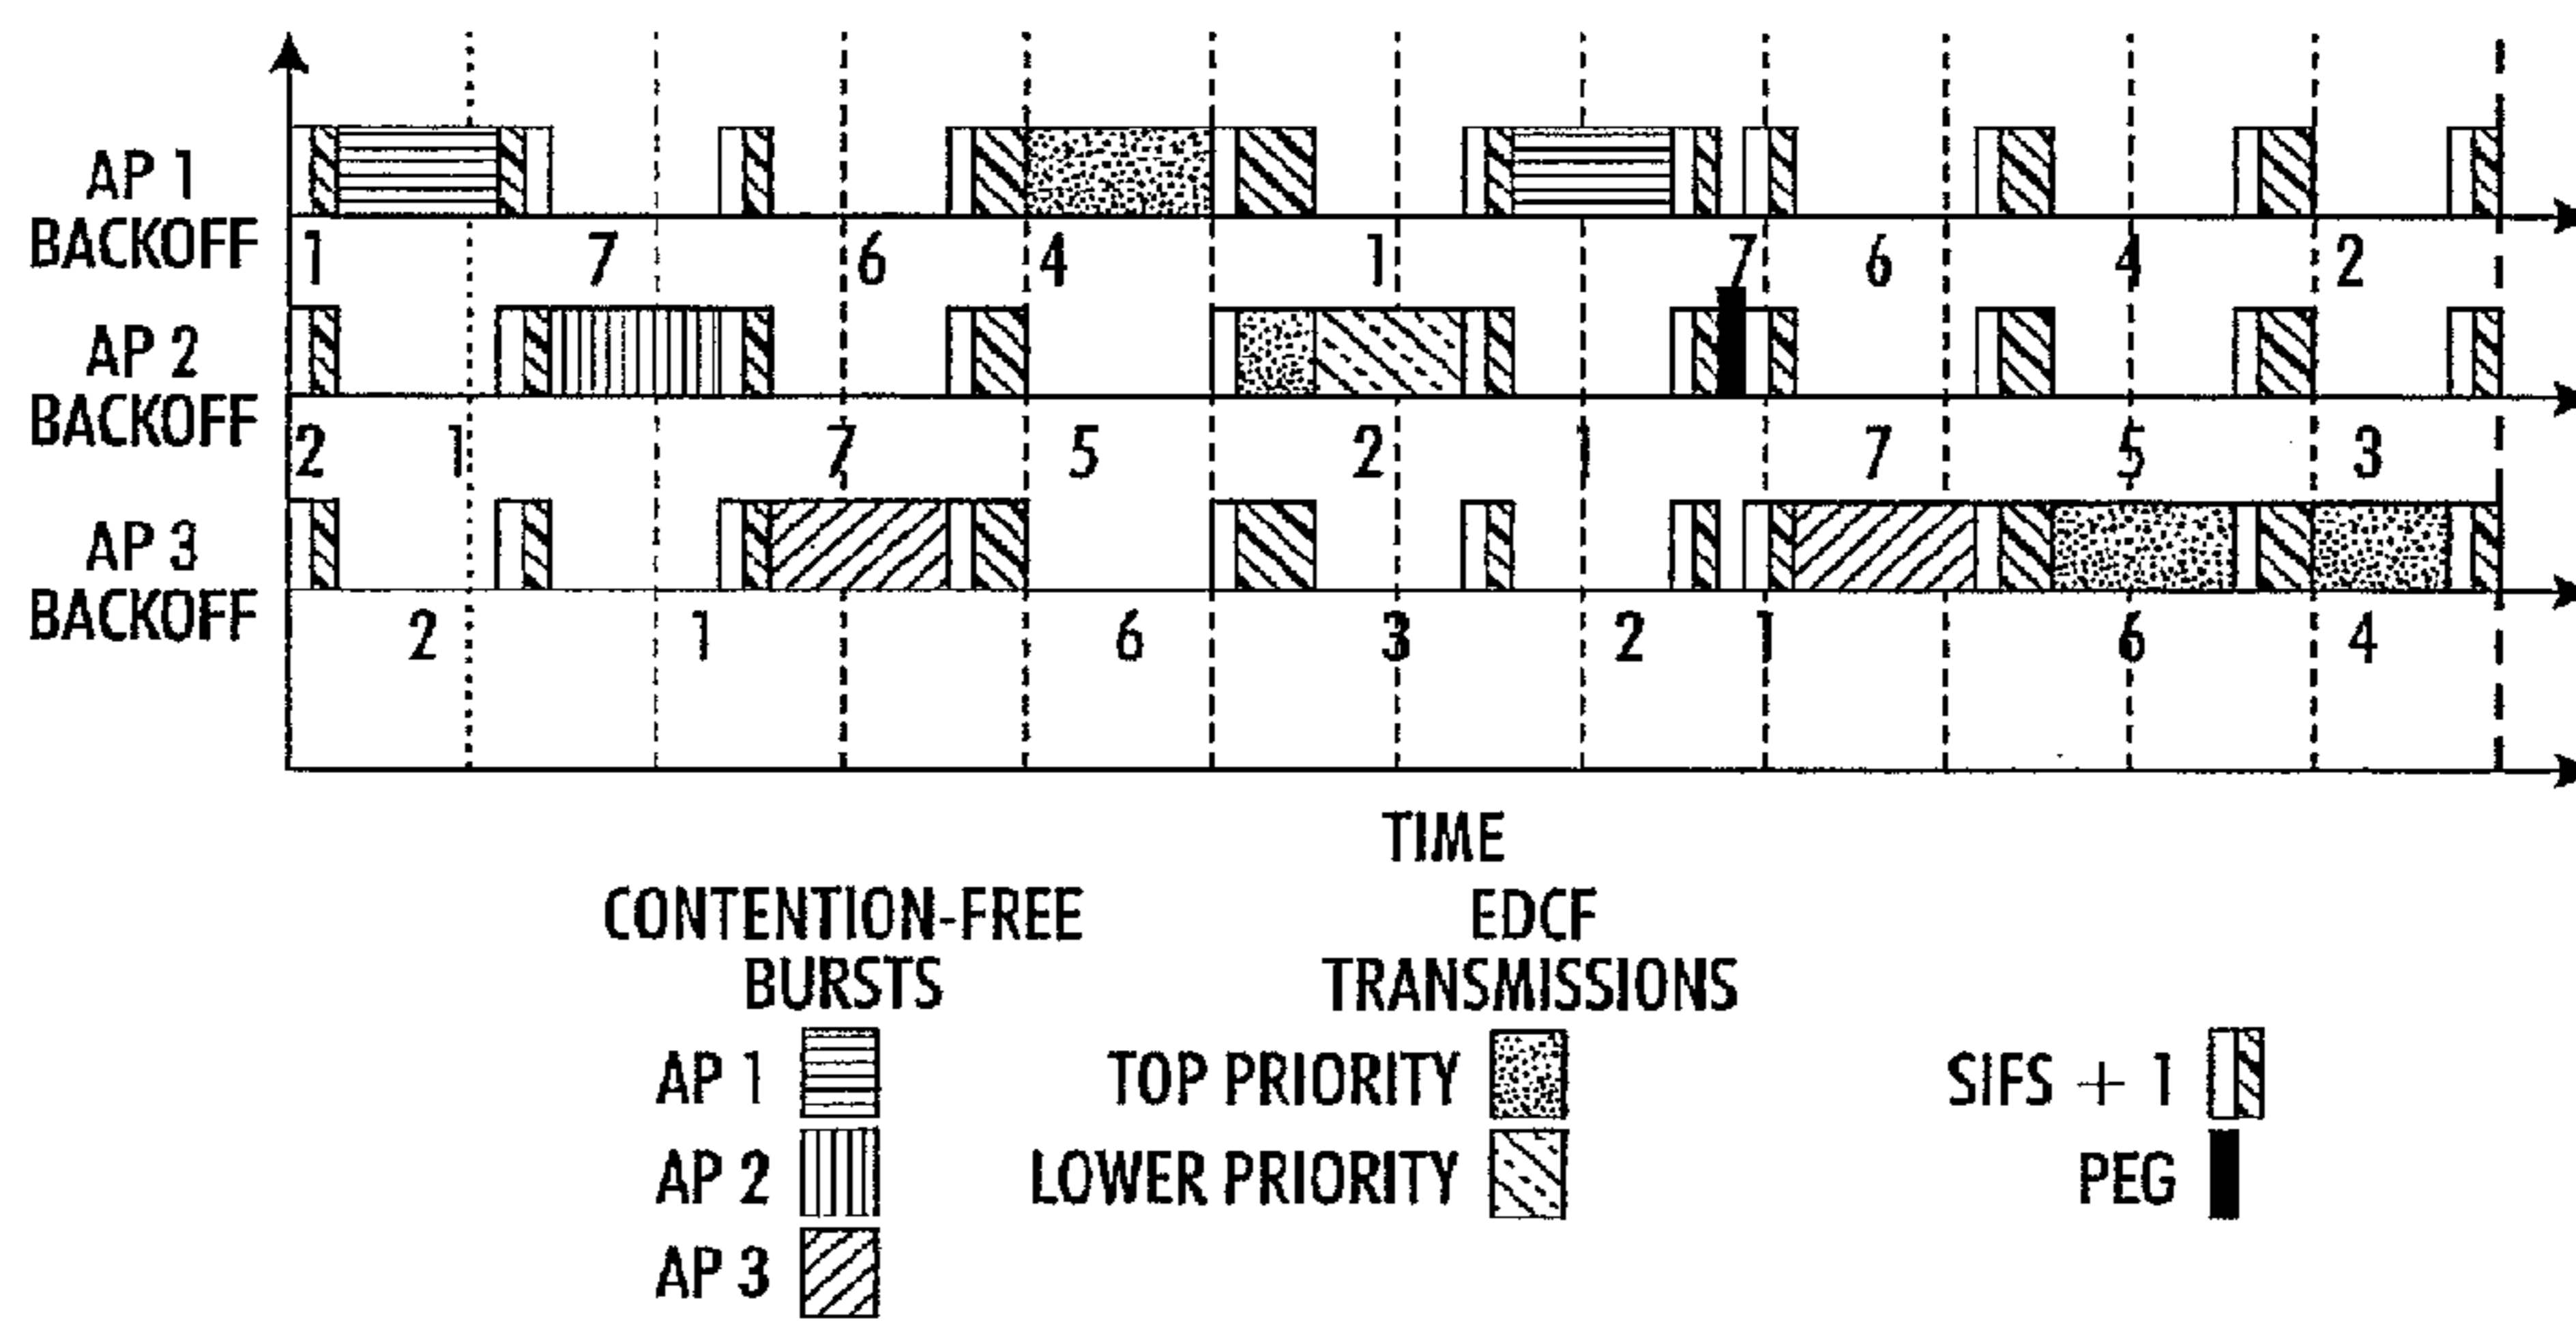 AP 1
BACKOFF
1 7 6 4 1 7 6 4 2
AP 2
BACKOFF
2 1 7 5 2 1 7 5 3
AP 3
BACKOFF
2 1 6 3 2 1 6 4
TIME
CONTENTION-FREE
BURSTS
AP 1
AP 2
AP 3
EDCF
TRANSMISSIONS
TOP PRIORITY
LOWER PRIORITY
SIFS + 1
PEG